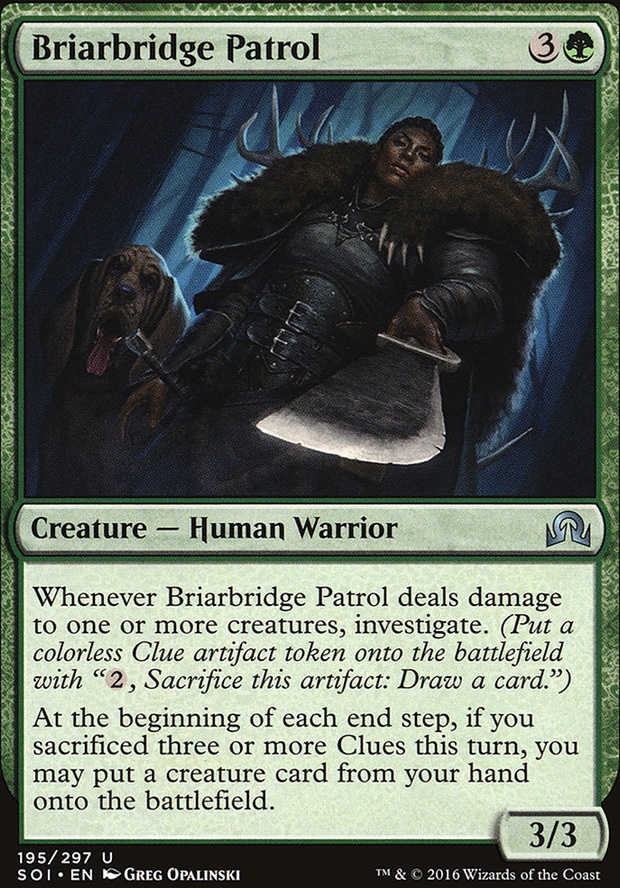 Briarbridge Patrol 3
Creature — Human Warrior
Whenever Briarbridge Patrol deals damage
to one or more creatures, investigate. (Put a
colorless Clue artifact token onto the battlefield
with “2, Sacrifice this artifact: Draw a card.”)
At the beginning of each end step, if you
sacrificed three or more Clues this turn, you
may put a creature card from your hand
onto the battlefield.
3/3
195/297 U
SOI • EN Greg Opalinski ™ & © 2016 Wizards of the Coast